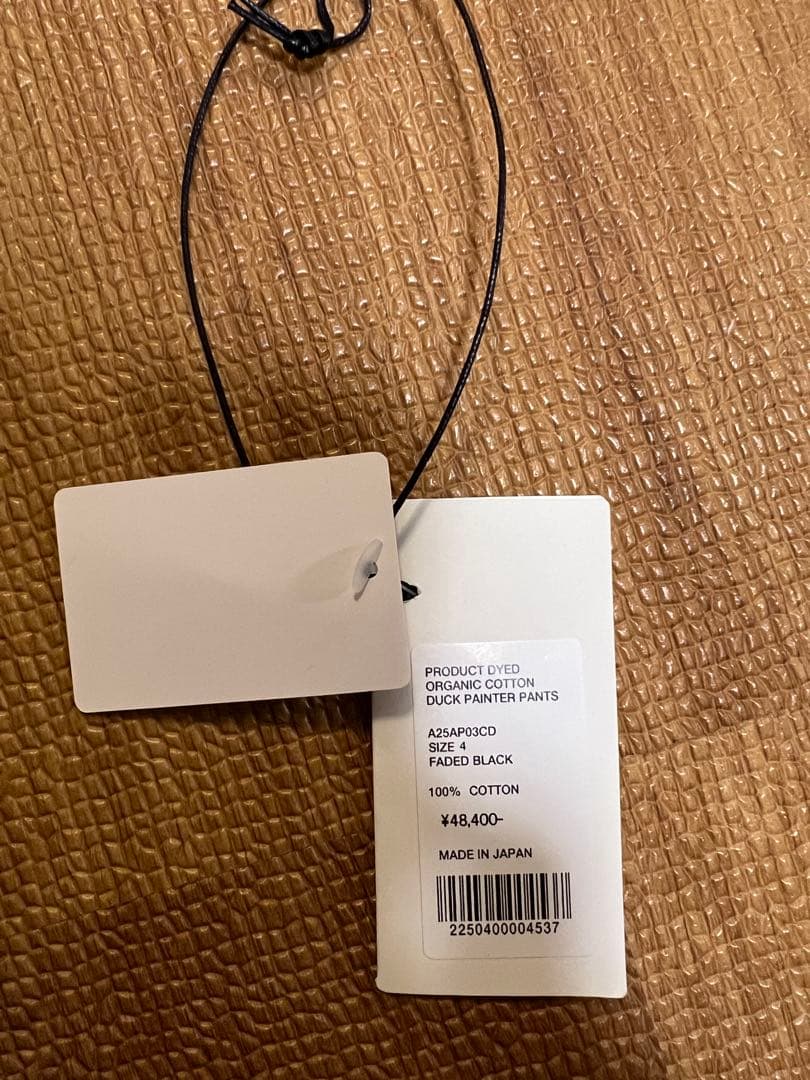 PRODUCT DYED
ORGANIC COTTON
DUCK PAINTER PANTS
A25AP03CD
SIZE 4
FADED BLACK
100% COTTON
¥48,400-
MADE IN JAPAN
2250400004537